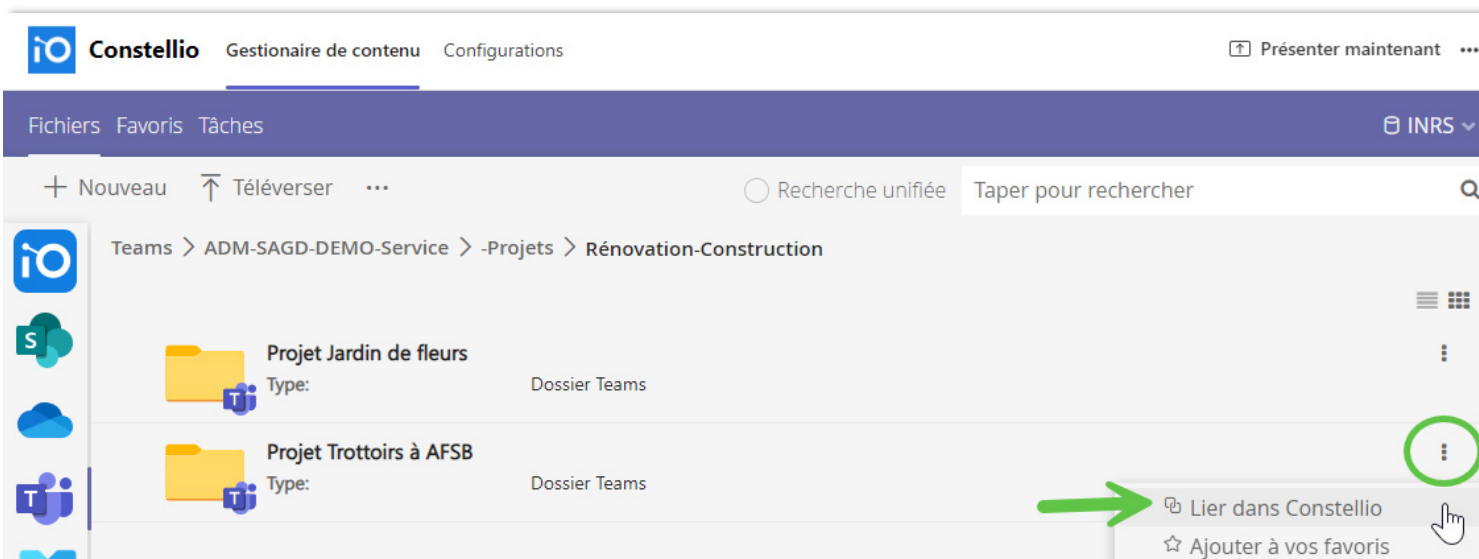 iO Constellio Gestionaire de contenu Configurations Présenter maintenant ...
Fichiers Favoris Tâches INRS
+ Nouveau Téléverser ... Recherche unifiée Taper pour rechercher
iO Teams > ADM-SAGD-DEMO-Service > -Projets > Rénovation-Construction
S
Projet Jardin de fleurs
Type: Dossier Teams
T
Projet Trottoirs à AFSB
Type: Dossier Teams
T
T
Lier dans Constellio
Ajouter à vos favoris